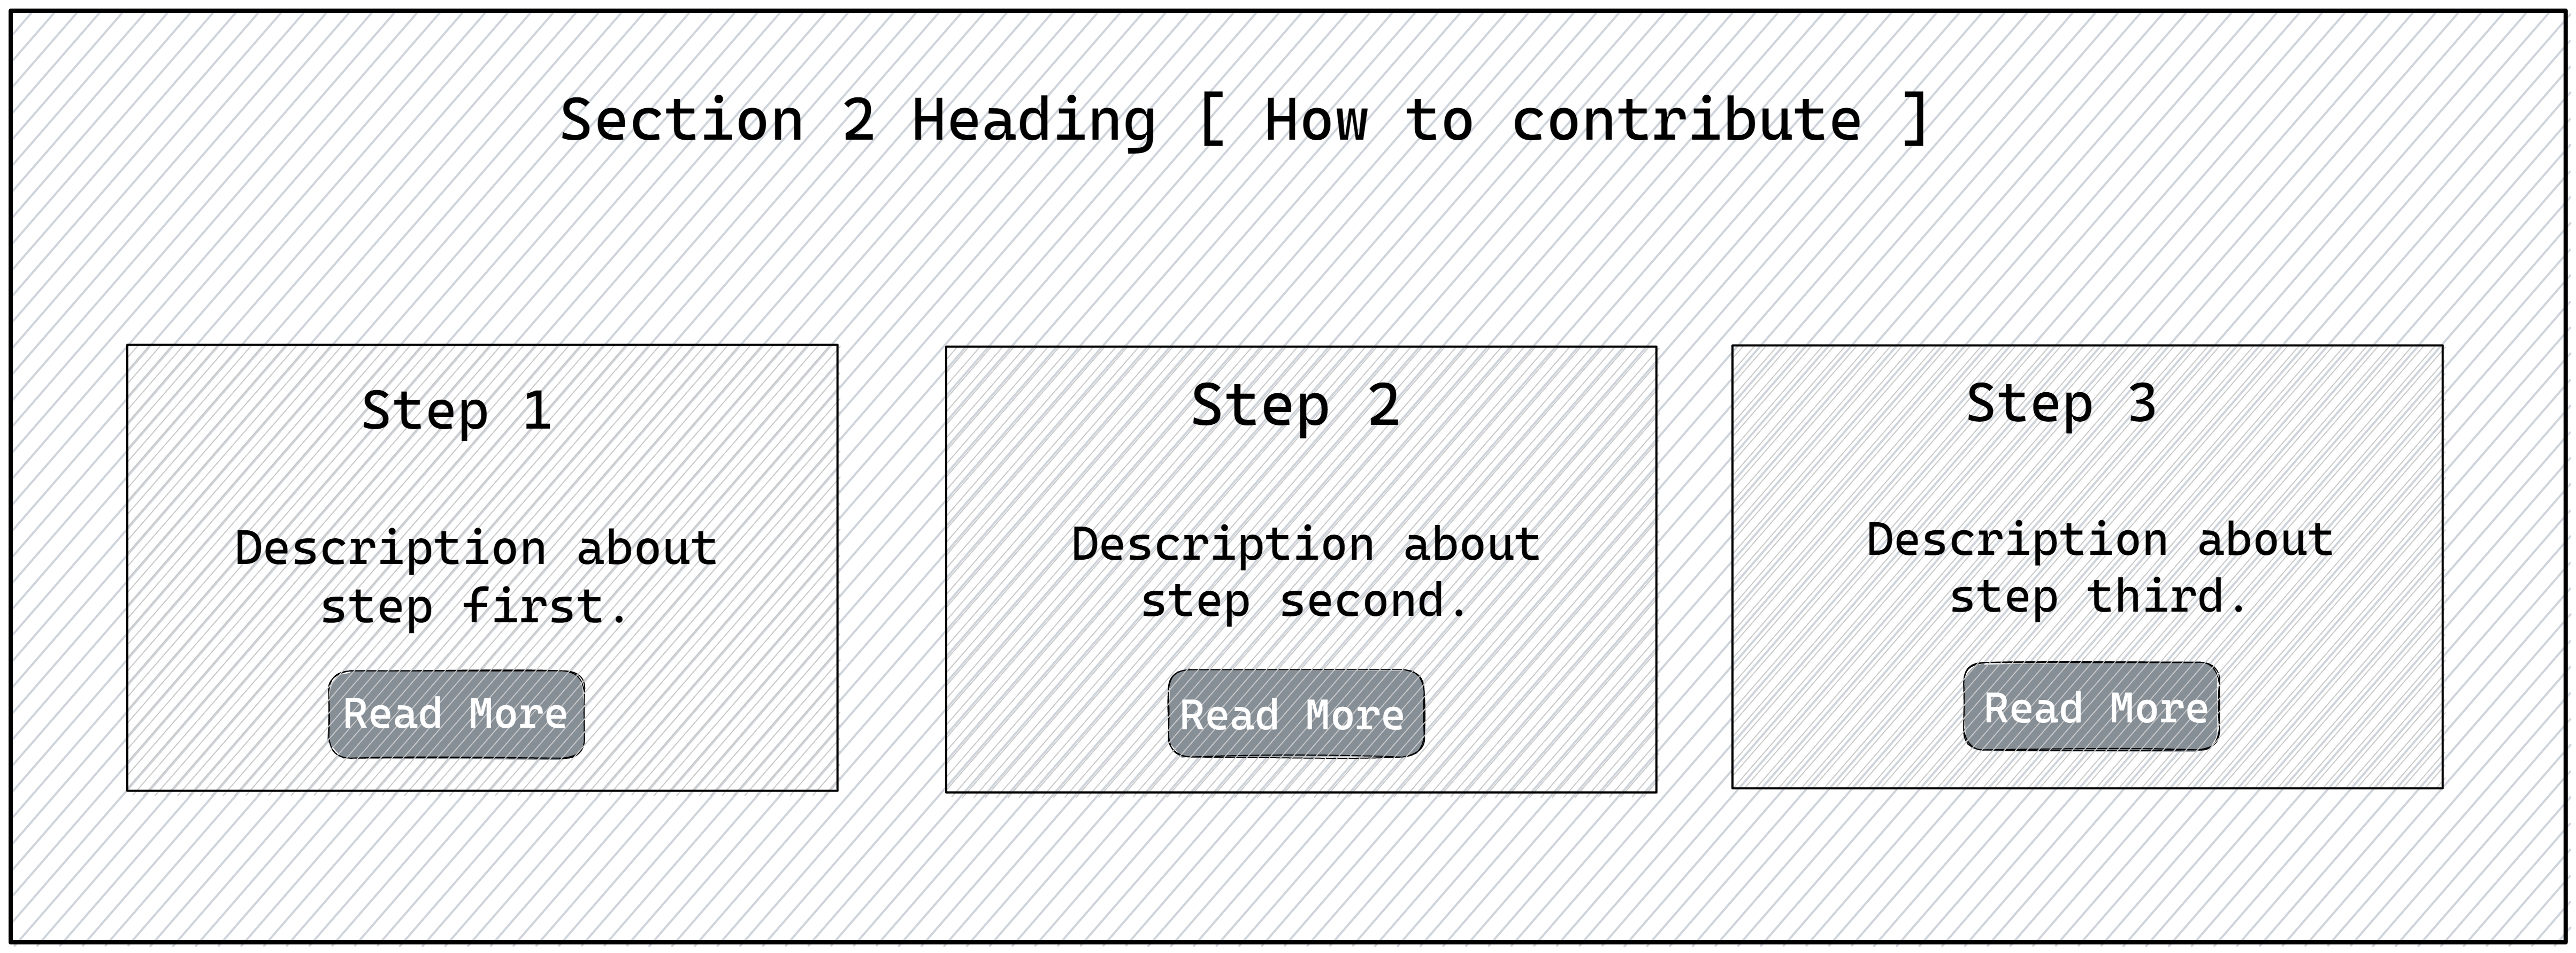 Section 2 Heading [ How to contribute ]
Step 1
Description about
step first.
Read More
Step 2
Description about
step second.
Read More
Step 3
Description about
step third.
Read More